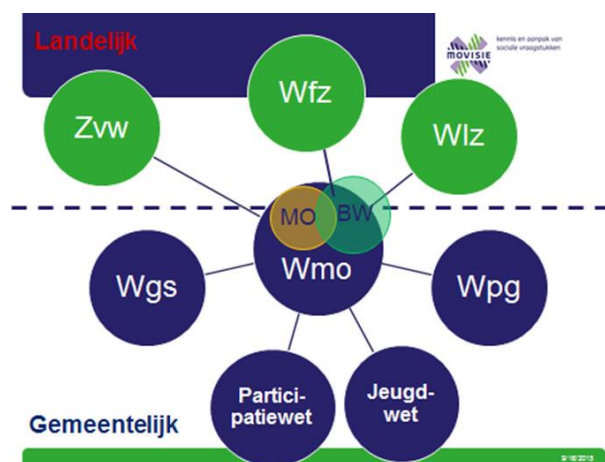 Landelijk
MOVISIE
kennis en aanpak van
sociale vraagstukken
Wfz
Zvw
Wlz
MO
BW
Wmo
Wgs
Wpg
Partici-
patiewet
Jeugd-
wet
Gemeentelijk
9/16/2013